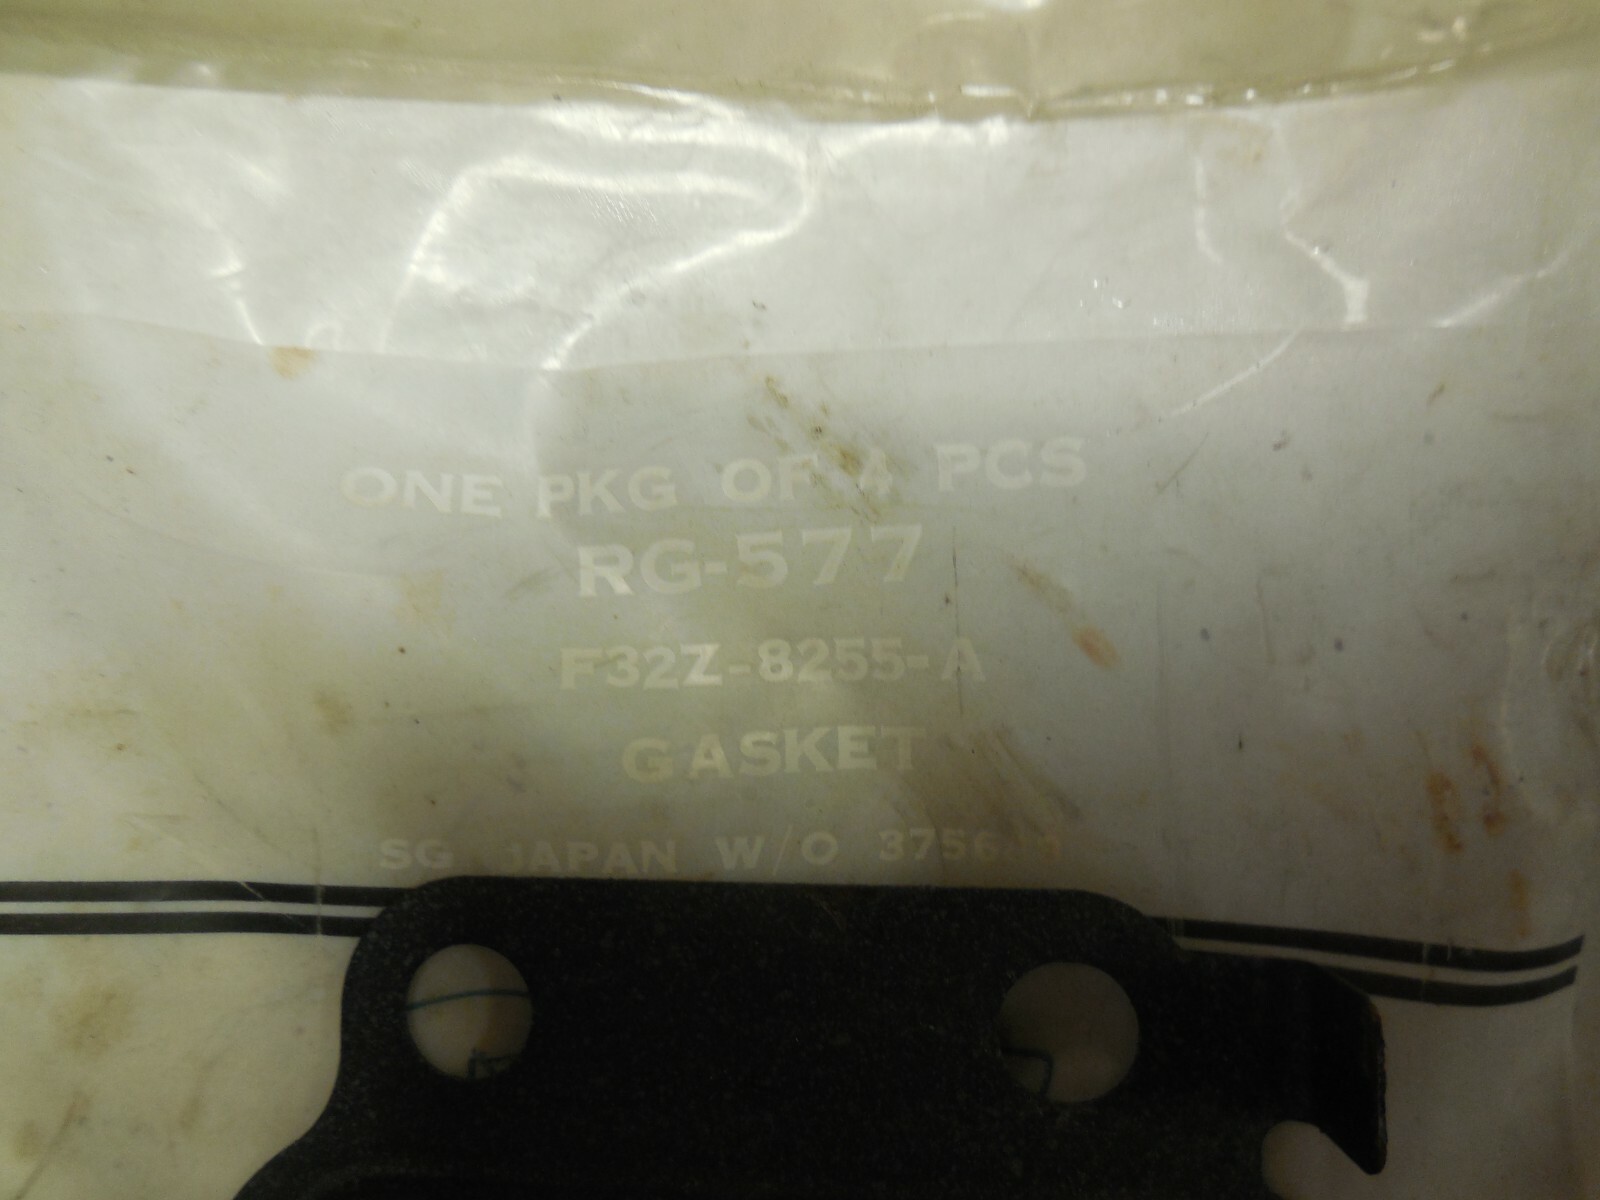 ONE PKG OF 4 PCS
RG-577
F32Z-8255-A
GASKET
SG JAPAN W/O